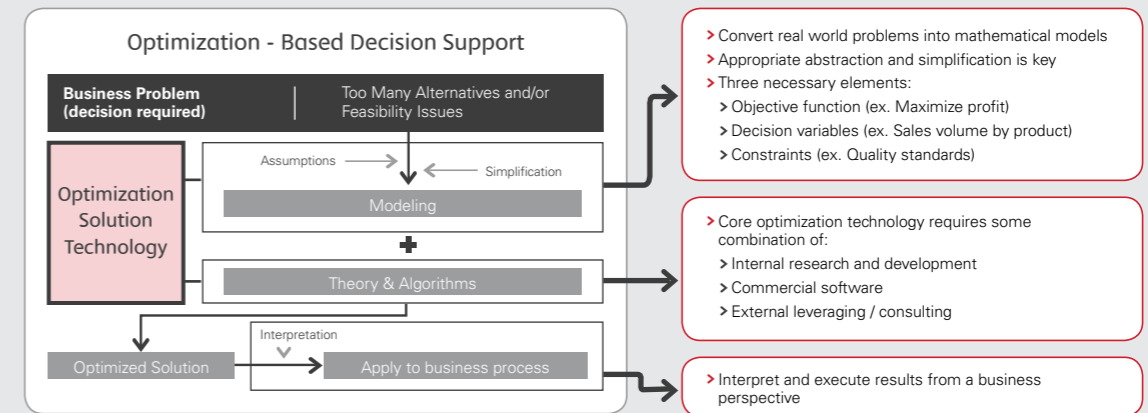 Optimization - Based Decision Support
Business Problem
(decision required)
Too Many Alternatives and/or
Feasibility Issues
Optimization
Solution
Technology
Assumptions
Simplification
Modeling
+
Theory & Algorithms
Interpretation
Optimized Solution
Apply to business process
> Convert real world problems into mathematical models
> Appropriate abstraction and simplification is key
> Three necessary elements:
> Objective function (ex. Maximize profit)
> Decision variables (ex. Sales volume by product)
> Constraints (ex. Quality standards)
> Core optimization technology requires some
combination of:
> Internal research and development
> Commercial software
> External leveraging / consulting
> Interpret and execute results from a business
perspective